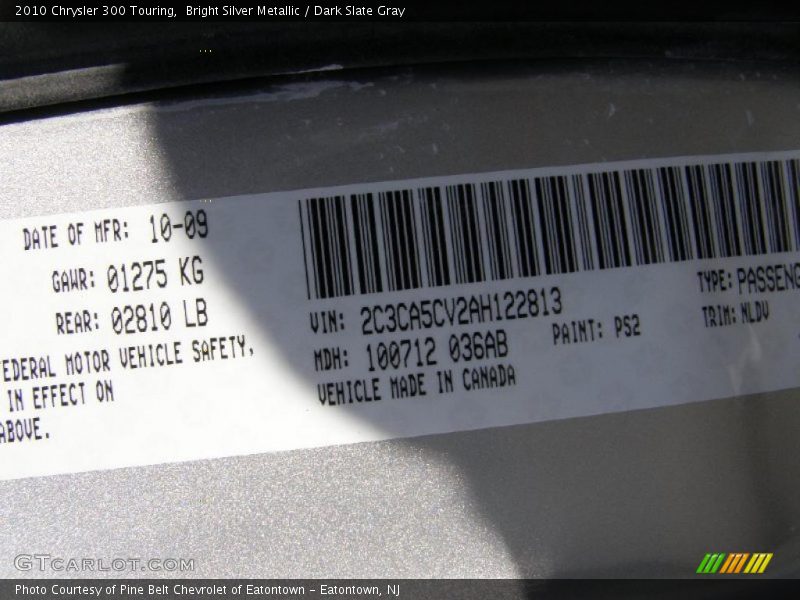 2010 Chrysler 300 Touring,  Bright Silver Metallic / Dark Slate Gray
DATE OF MFR: 10-09
GAWR: 01275 KG
REAR: 02810 LB
FEDERAL MOTOR VEHICLE SAFETY,
IN EFFECT ON
ABOVE.
VIN: 2C3CA5CV2AH122813
MDH: 100712 036AB
VEHICLE MADE IN CANADA
PAINT: PS2
TYPE: PASSENG
TRIM: NLDV
GTCARLOT.COM
Photo Courtesy of Pine Belt Chevrolet of Eatontown – Eatontown, NJ